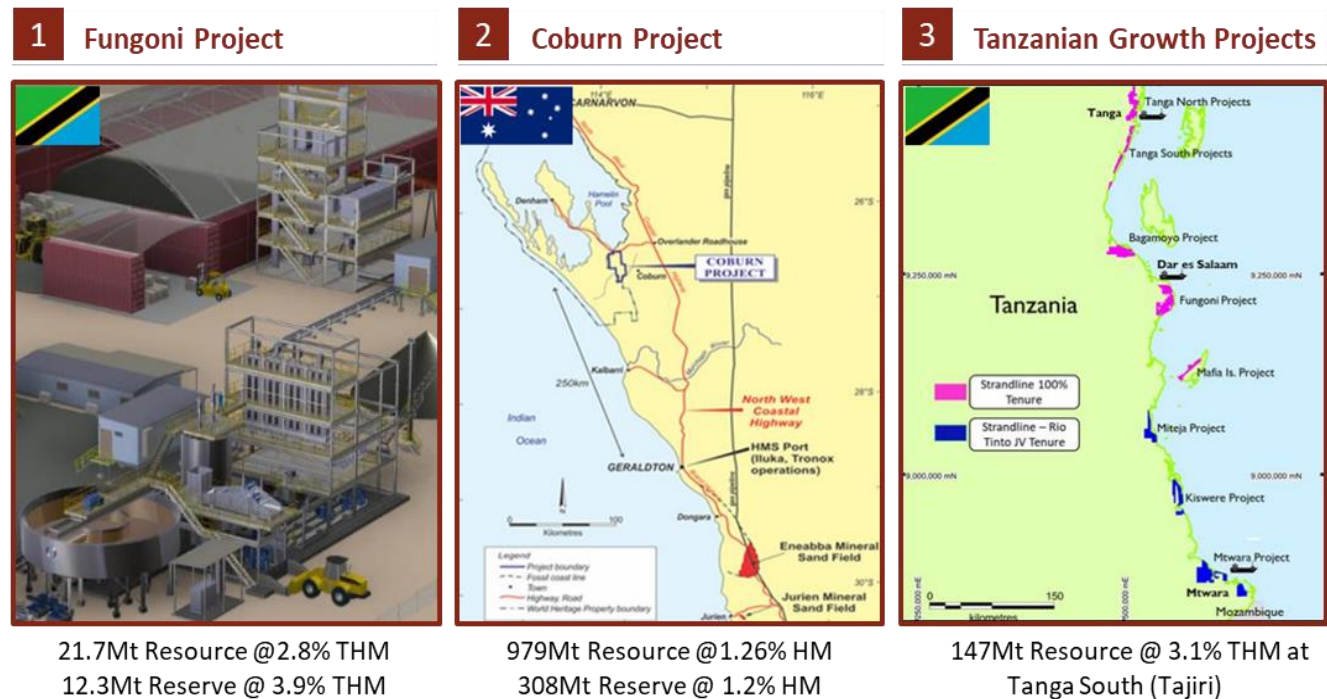 1 Fungoni Project
2 Coburn Project
3 Tanzanian Growth Projects
114°E
116°E
CARNARVON
gas pipeline
Hamelin
Pool
26°S
Denham
Overlander Roadhouse
COBURN
PROJECT
Coburn
Kalbarri
Murchison River
250km
28°S
North West
Coastal
Highway
Indian
Ocean
HMS Port
(Iluka, Tronox
operations)
GERALDTON
N
gas pipeline
0 100
Kilometres
Dongara
Eneabba Mineral
Sand Field
Legend
Project boundary
Fossil coast line
Town
Highway, Road
World Heritage Property boundary
30°S
Jurien Mineral
Sand Field
Jurien
Tanga North Projects
Tanga
Tanga South Projects
Bagamoyo Project
Dar es Salaam
9,250,000 mN
9,250,000 mN
Tanzania
Fungoni Project
Mafia Is. Project
Strandline 100%
Tenure
Strandline – Rio
Tinto JV Tenure
Miteja Project
9,000,000 mN
9,000,000 mN
Kiswere Project
Mtwara Project
Mtwara
Mozambique
0 150
kilometres
21.7Mt Resource @2.8% THM
12.3Mt Reserve @ 3.9% THM
979Mt Resource @1.26% HM
308Mt Reserve @ 1.2% HM
147Mt Resource @ 3.1% THM at
Tanga South (Tajiri)